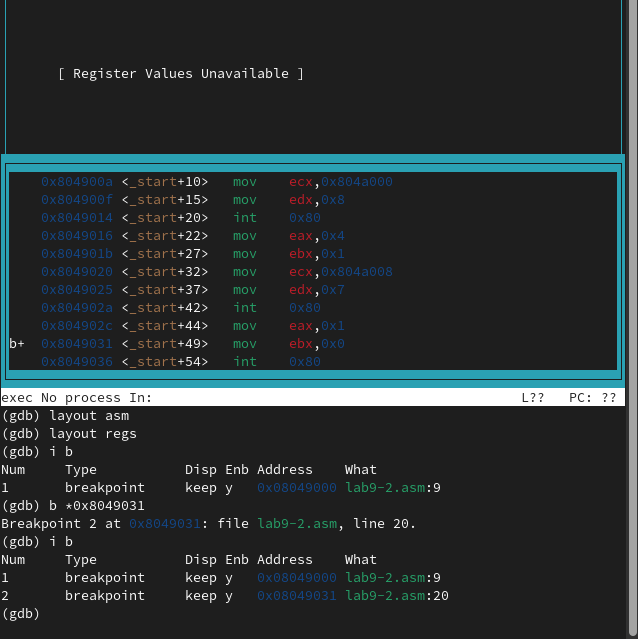 [ Register Values Unavailable ]
0x804900a <_start+10>   mov    ecx,0x804a000
0x804900f <_start+15>   mov    edx,0x8
0x8049014 <_start+20>   int    0x80
0x8049016 <_start+22>   mov    eax,0x4
0x804901b <_start+27>   mov    ebx,0x1
0x8049020 <_start+32>   mov    ecx,0x804a008
0x8049025 <_start+37>   mov    edx,0x7
0x804902a <_start+42>   int    0x80
0x804902c <_start+44>   mov    eax,0x1
b+  0x8049031 <_start+49>   mov    ebx,0x0
0x8049036 <_start+54>   int    0x80
exec No process In:                                              L??   PC: ??
(gdb) layout asm
(gdb) layout regs
(gdb) i b
Num     Type           Disp Enb Address    What
1       breakpoint     keep y   0x08049000 lab9-2.asm:9
(gdb) b *0x8049031
Breakpoint 2 at 0x8049031: file lab9-2.asm, line 20.
(gdb) i b
Num     Type           Disp Enb Address    What
1       breakpoint     keep y   0x08049000 lab9-2.asm:9
2       breakpoint     keep y   0x08049031 lab9-2.asm:20
(gdb)